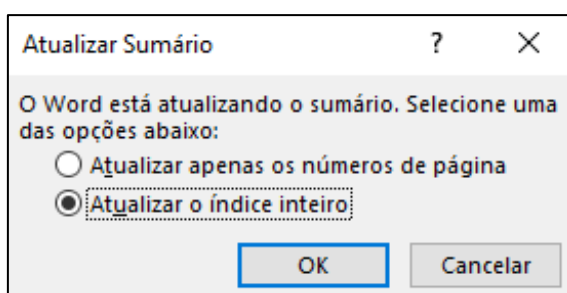 Atualizar Sumário ? ×
O Word está atualizando o sumário. Selecione uma
das opções abaixo:
Atualizar apenas os números de página
Atualizar o índice inteiro
OK Cancelar